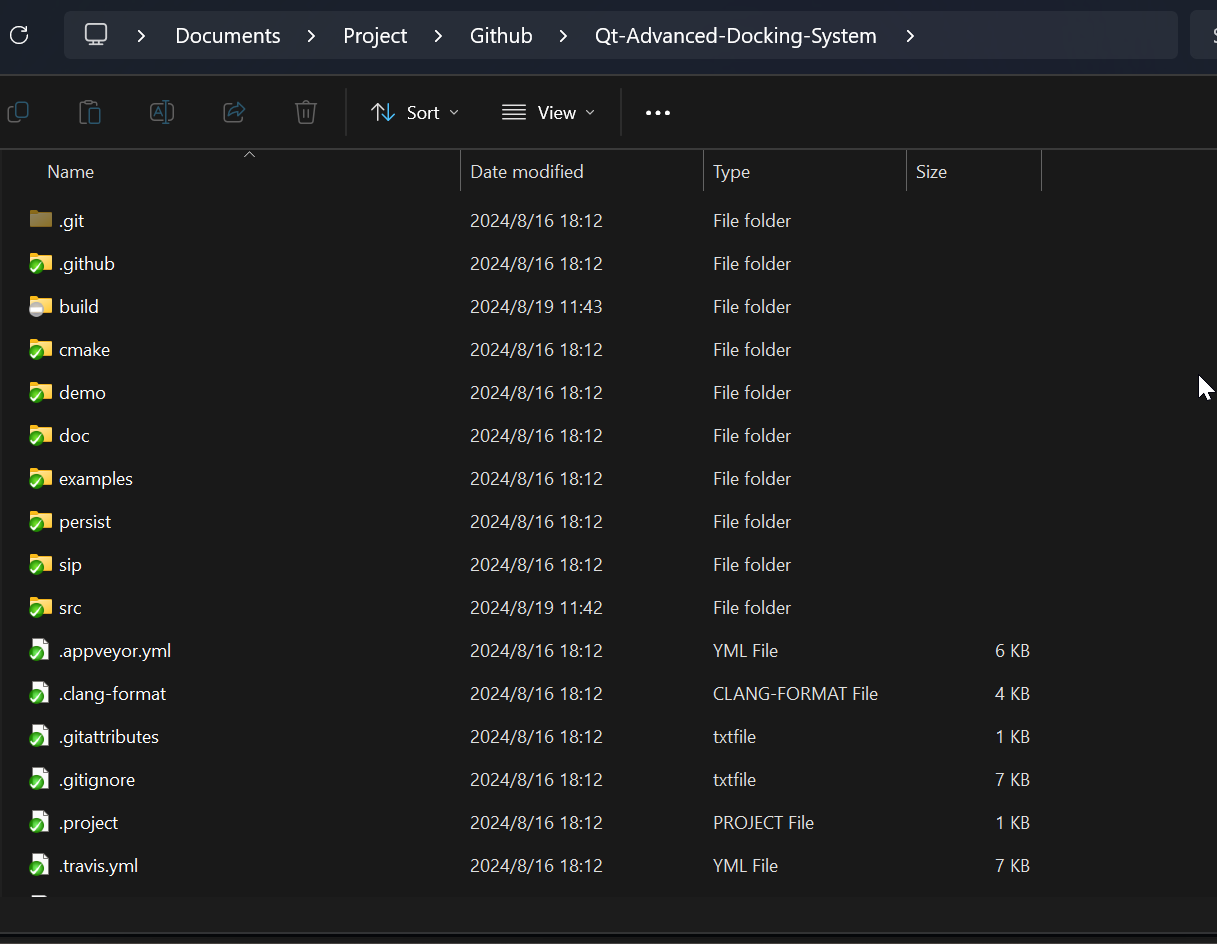 Documents > Project > Github > Qt-Advanced-Docking-System >
Sort View
Name Date modified Type Size
.git 2024/8/16 18:12 File folder
.github 2024/8/16 18:12 File folder
build 2024/8/19 11:43 File folder
cmake 2024/8/16 18:12 File folder
demo 2024/8/16 18:12 File folder
doc 2024/8/16 18:12 File folder
examples 2024/8/16 18:12 File folder
persist 2024/8/16 18:12 File folder
sip 2024/8/16 18:12 File folder
src 2024/8/19 11:42 File folder
.appveyor.yml 2024/8/16 18:12 YML File 6 KB
.clang-format 2024/8/16 18:12 CLANG-FORMAT File 4 KB
.gitattributes 2024/8/16 18:12 txtfile 1 KB
.gitignore 2024/8/16 18:12 txtfile 7 KB
.project 2024/8/16 18:12 PROJECT File 1 KB
.travis.yml 2024/8/16 18:12 YML File 7 KB